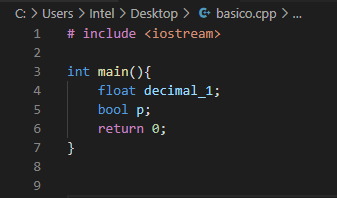 C: > Users > Intel > Desktop > basico.cpp > ...
1 # include <iostream>
2
3 int main(){
4 float decimal_1;
5 bool p;
6 return 0;
7 }
8
9